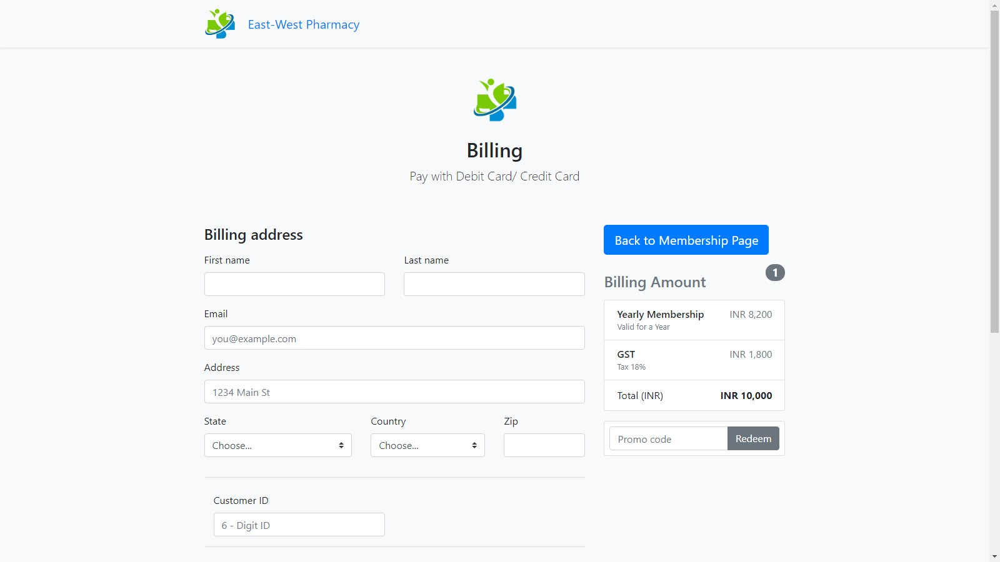 East-West Pharmacy
Billing
Pay with Debit Card/ Credit Card
Billing address
First name
Last name
Email
you@example.com
Address
1234 Main St
State
Country
Zip
Choose...
Choose...
Customer ID
6 - Digit ID
Back to Membership Page
Billing Amount
1
Yearly Membership
INR 8,200
Valid for a Year
GST
INR 1,800
Tax 18%
Total (INR)
INR 10,000
Promo code
Redeem